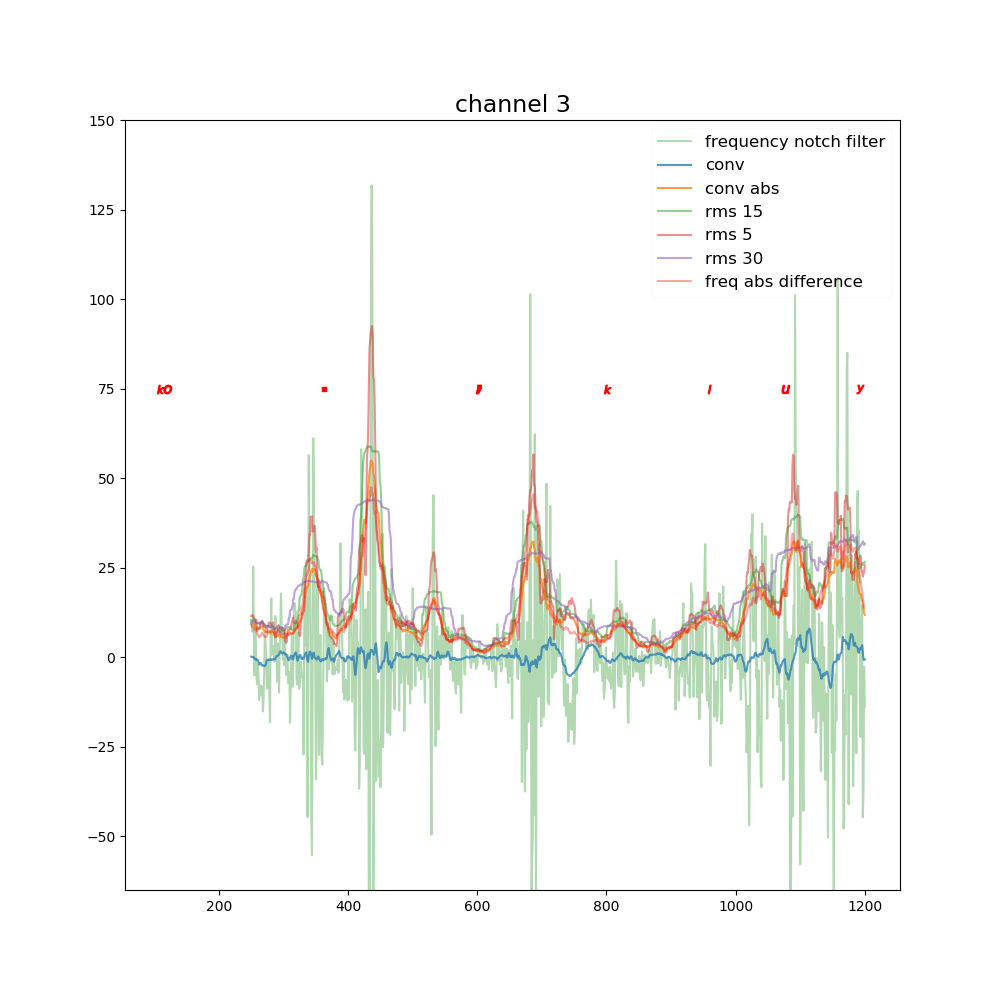 channel 3
150
frequency notch filter
conv
conv abs
rms 15
rms 5
rms 30
freq abs difference
125
100
75
ko . , k l u y
50
25
0
−25
−50
200 400 600 800 1000 1200